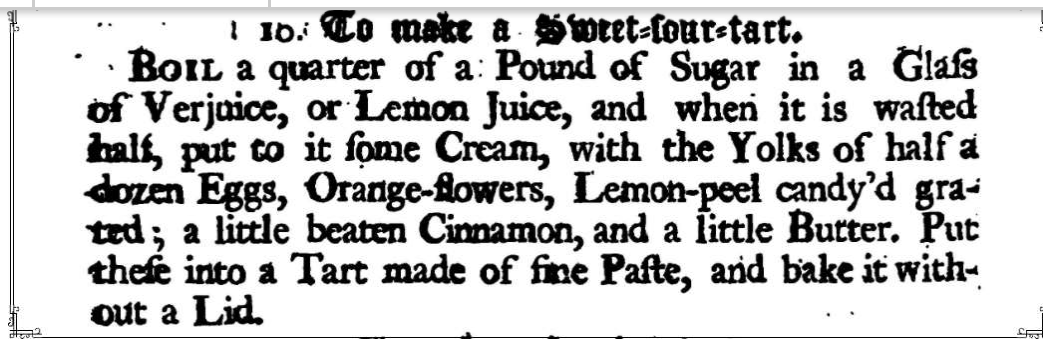 110. To make a Sweet-sour-tart.
BOIL a quarter of a Pound of Sugar in a Glaſs
of Verjuice, or Lemon Juice, and when it is waſted
half, put to it ſome Cream, with the Yolks of half a
dozen Eggs, Orange-flowers, Lemon-peel candy'd gra-
ted; a little beaten Cinnamon, and a little Butter. Put
theſe into a Tart made of fine Paſte, and bake it with-
out a Lid.